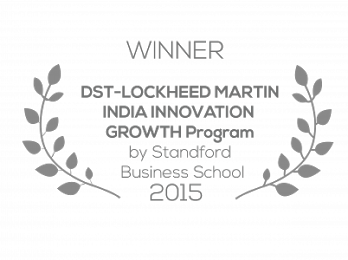 WINNER
DST-LOCKHEED MARTIN
INDIA INNOVATION
GROWTH Program
by Standford
Business School
2015